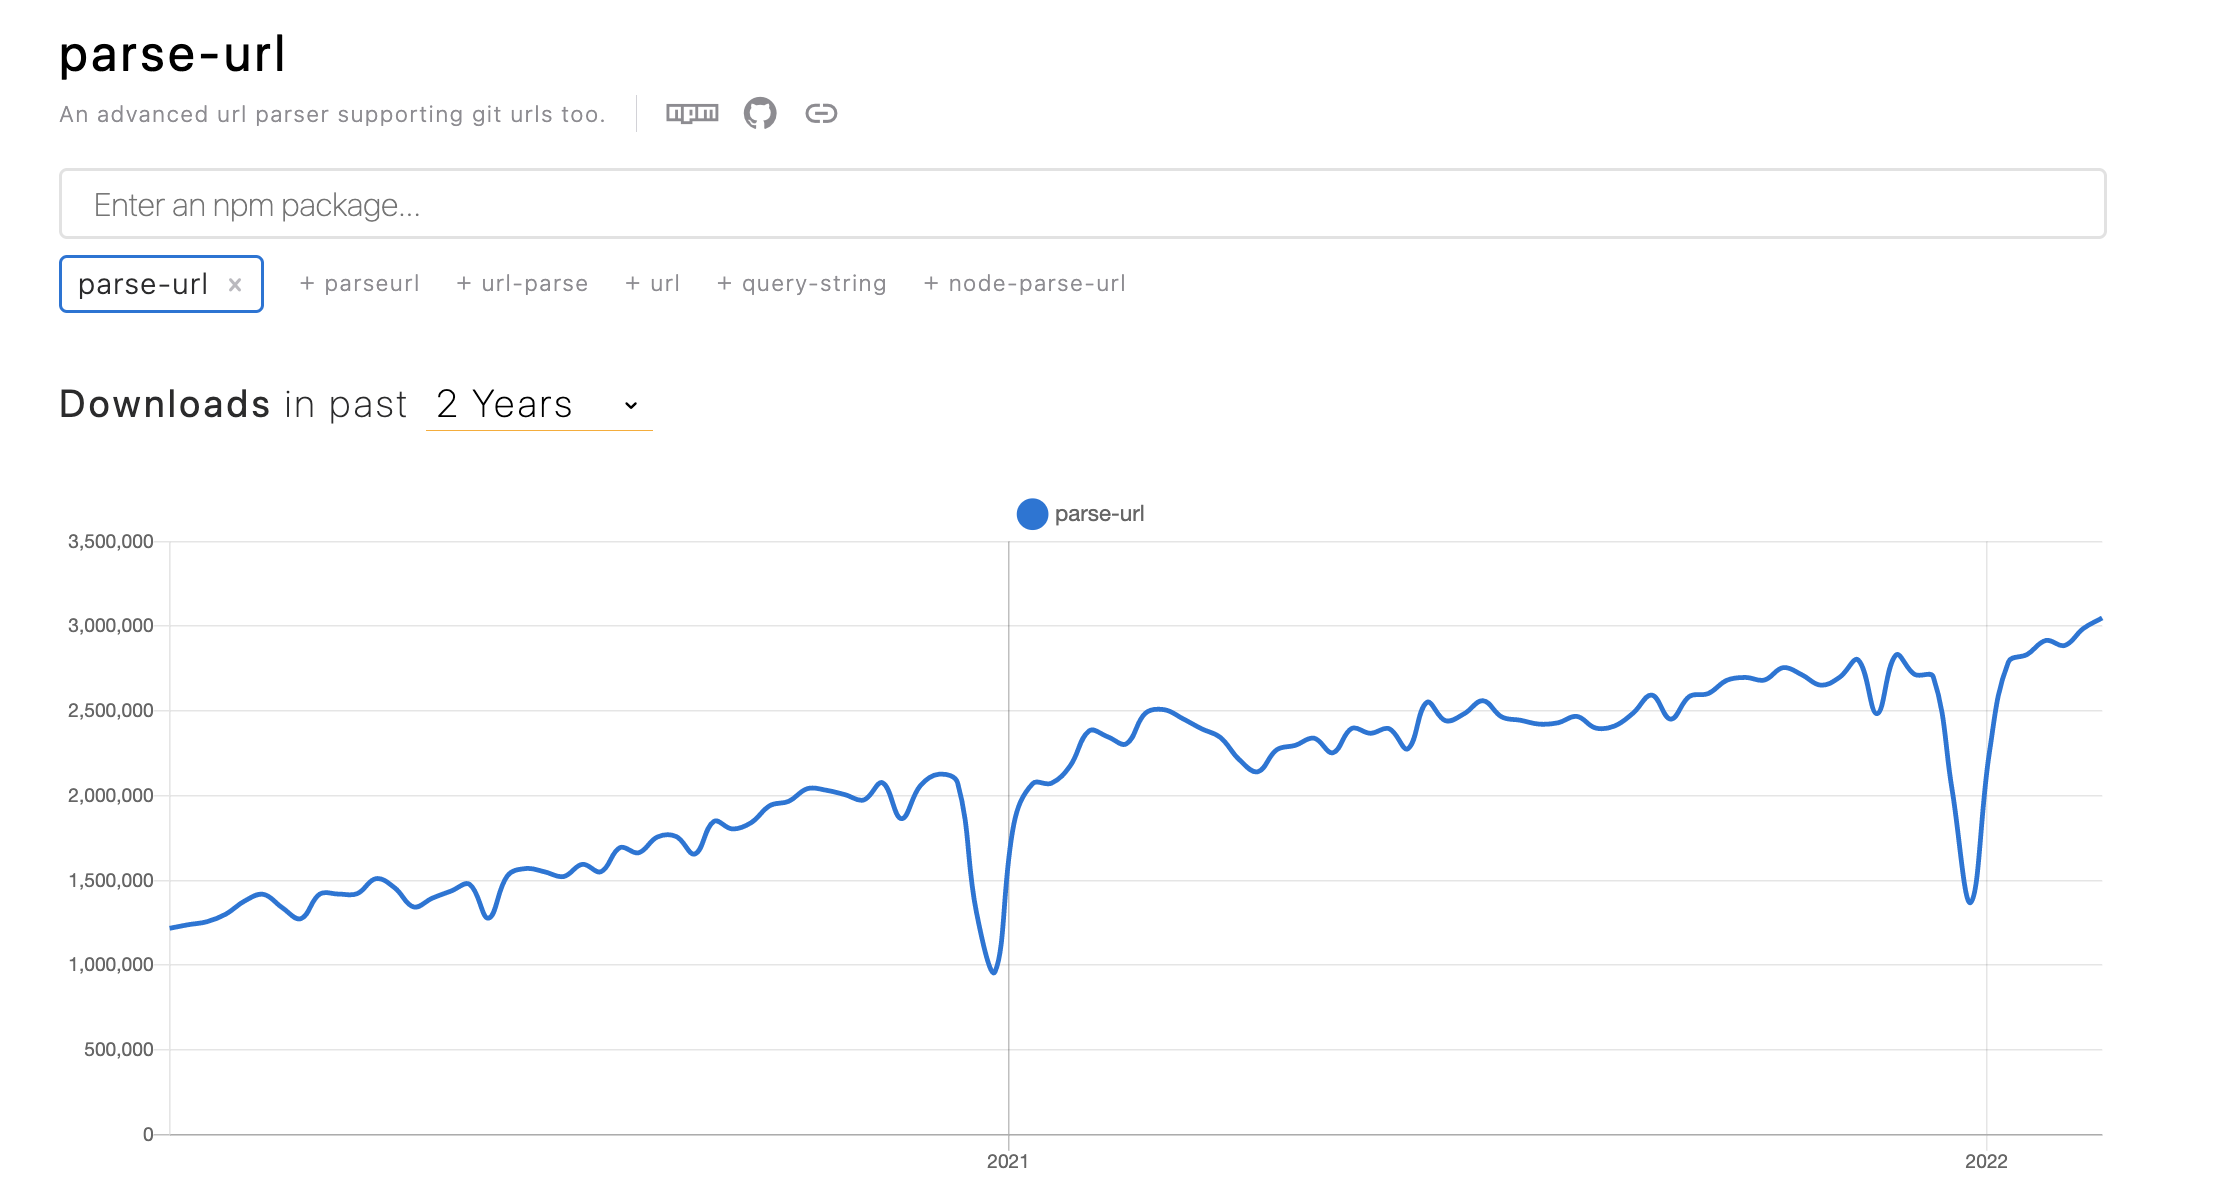 parse-url
An advanced url parser supporting git urls too. npm
Enter an npm package...
parse-url × + parseurl + url-parse + url + query-string + node-parse-url
Downloads in past 2 Years
parse-url
3,500,000
3,000,000
2,500,000
2,000,000
1,500,000
1,000,000
500,000
0
2021 2022